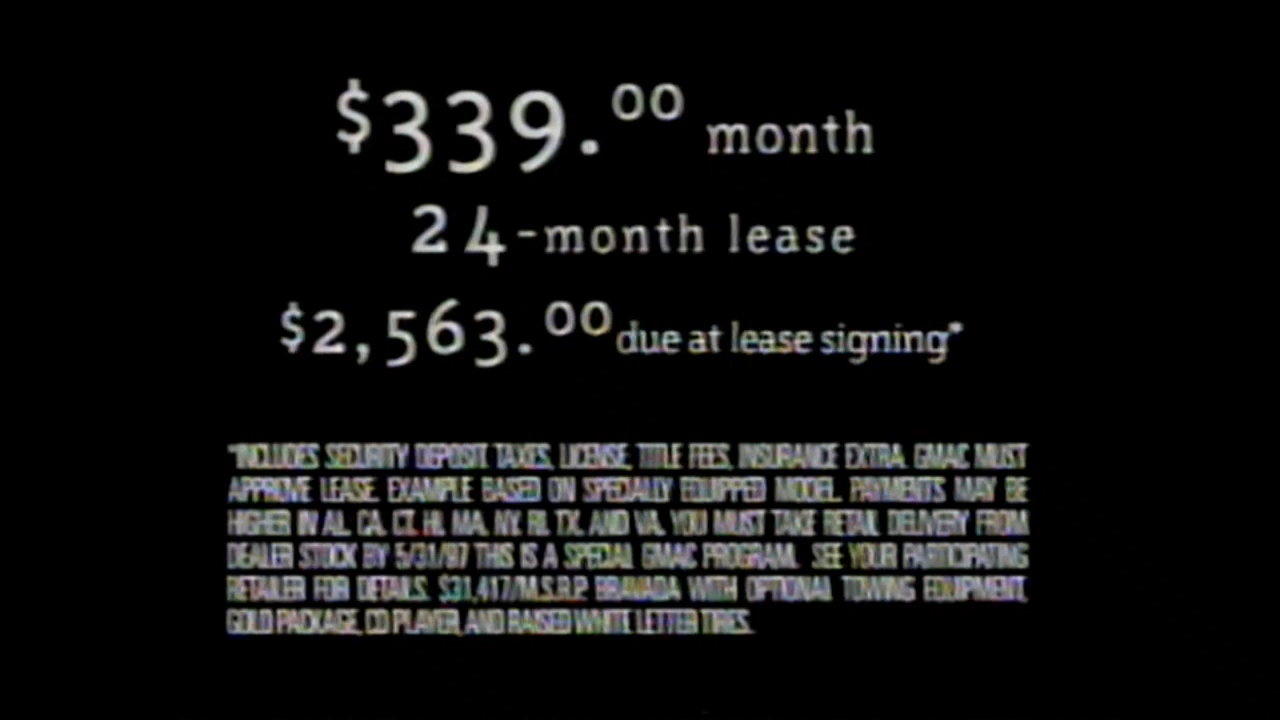 $339.00 month
24-month lease
$2,563.00 due at lease signing*
*INCLUDES SECURITY DEPOSIT. TAXES, LICENSE, TITLE FEES, INSURANCE EXTRA. GMAC MUST
APPROVE LEASE. EXAMPLE BASED ON SPECIALLY EQUIPPED MODEL. PAYMENTS MAY BE
HIGHER IN AL, CA, CT, HI, MA, NY, RI, TX, AND VA. YOU MUST TAKE RETAIL DELIVERY FROM
DEALER STOCK BY 5/31/97 THIS IS A SPECIAL GMAC PROGRAM. SEE YOUR PARTICIPATING
RETAILER FOR DETAILS. $31,417/M.S.R.P. BRAVADA WITH OPTIONAL TOWING EQUIPMENT,
GOLD PACKAGE, CD PLAYER, AND RAISED WHITE LETTER TIRES.